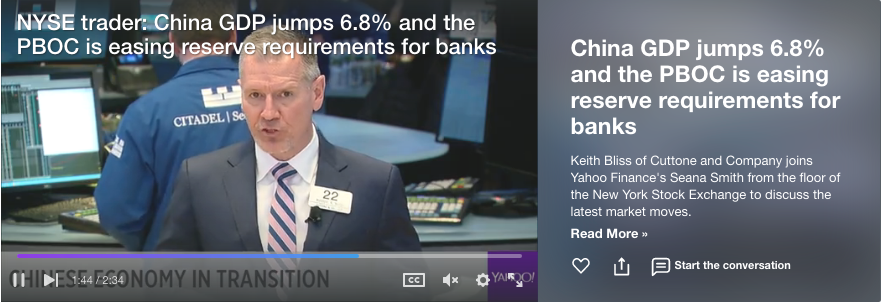 NYSE trader: China GDP jumps 6.8% and the
PBOC is easing reserve requirements for banks
CITADEL | Se
22
CHINESE ECONOMY IN TRANSITION
YAHOO!
1:44 / 2:34
CC
China GDP jumps 6.8%
and the PBOC is easing
reserve requirements for
banks
Keith Bliss of Cuttone and Company joins
Yahoo Finance's Seana Smith from the floor of
the New York Stock Exchange to discuss the
latest market moves.
Read More »
Start the conversation